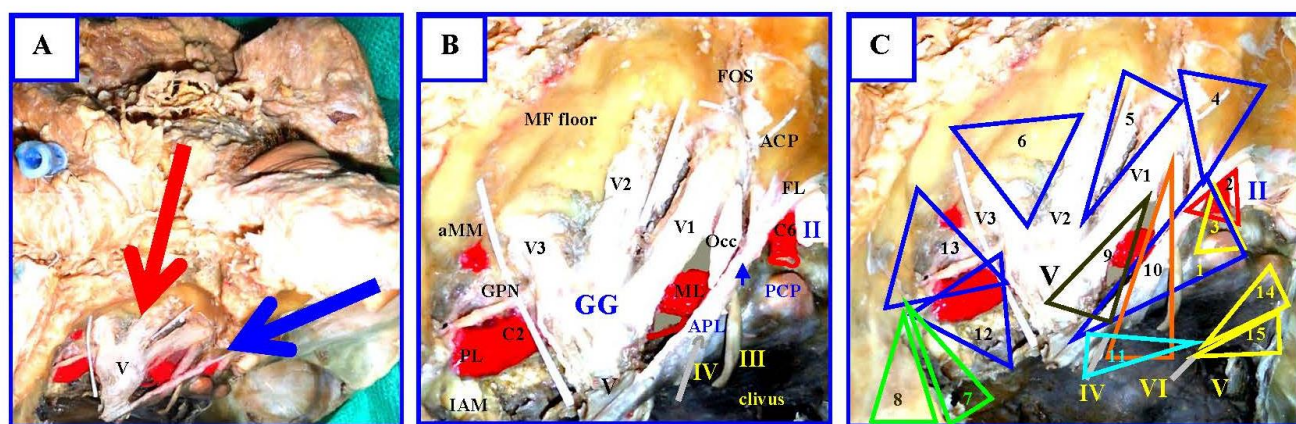 A
V
B
FOS
MF floor
ACP
V2
FL
aMM
V3
V1
Occ
C6
II
GPN
GG
ML
PCP
C2
APL
PL
IV
III
V
IAM
clivus
C
4
5
6
V1
2
II
V3
V2
3
13
V
9
10
1
14
12
15
11
IV
VI
V
8
7